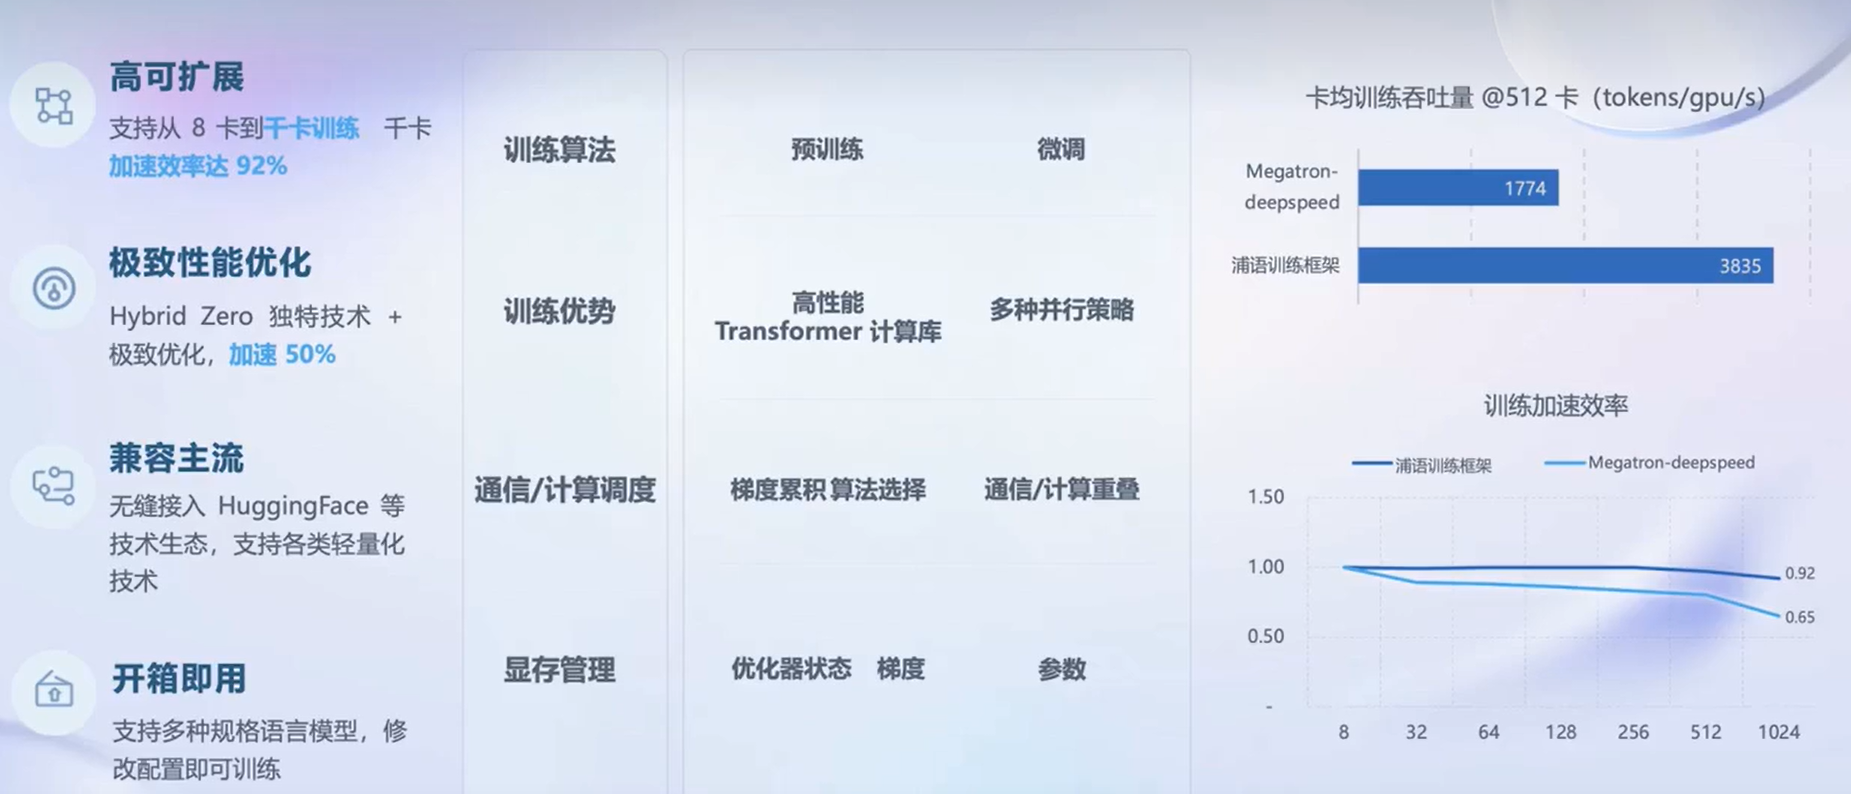 高可扩展
支持从 8 卡到千卡训练 千卡
加速效率达 92%
极致性能优化
Hybrid Zero 独特技术 +
极致优化，加速 50%
兼容主流
无缝接入 HuggingFace 等
技术生态，支持各类轻量化
技术
开箱即用
支持多种规格语言模型，修
改配置即可训练
训练算法
预训练 微调
训练优势
高性能
Transformer 计算库
多种并行策略
通信/计算调度
梯度累积 算法选择 通信/计算重叠
显存管理
优化器状态 梯度 参数
卡均训练吞吐量 @512 卡（tokens/gpu/s）
Megatron-
deepspeed
1774
浦语训练框架
3835
训练加速效率
浦语训练框架 Megatron-deepspeed
1.50
1.00
0.50
-
0.92
0.65
8 32 64 128 256 512 1024